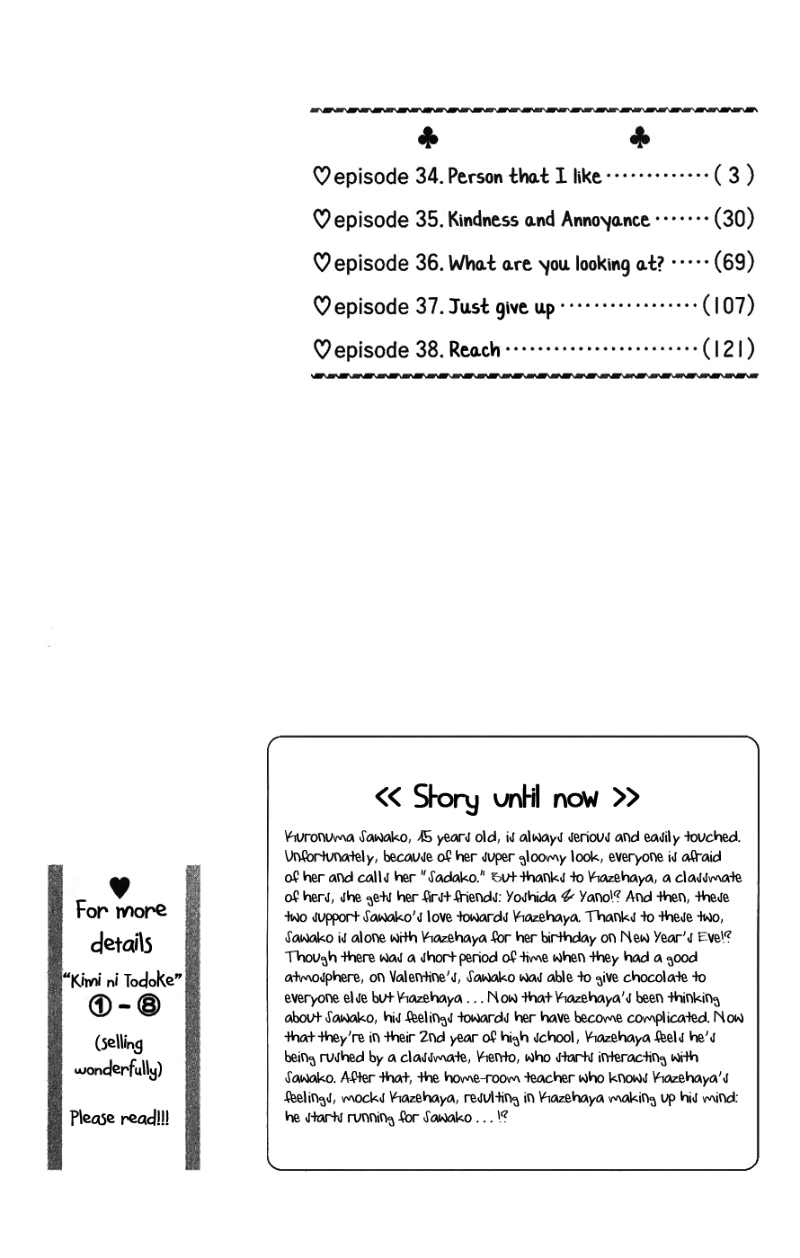 ♣ ♣
♡episode 34. Person that I like ············· ( 3 )
♡episode 35. Kindness and Annoyance ······· (30)
♡episode 36. What are you looking at? ····· (69)
♡episode 37. Just give up ················· (107)
♡episode 38. Reach ························ (121)
<< Story until now >>
Kuronuma Sawako, 15 years old, is always serious and easily touched.
Unfortunately, because of her super gloomy look, everyone is afraid
of her and calls her "Sadako." But thanks to Kazehaya, a classmate
of hers, she gets her first friends: Yoshida & Yano!? And then, these
two support Sawako's love towards Kazehaya. Thanks to these two,
Sawako is alone with Kazehaya for her birthday on New Year's Eve!?
Though there was a short period of time when they had a good
atmosphere, on Valentine's, Sawako was able to give chocolate to
everyone else but Kazehaya . . . Now that Kazehaya's been thinking
about Sawako, his feelings towards her have become complicated. Now
that they're in their 2nd year of high school, Kazehaya feels he's
being rushed by a classmate, Kento, who starts interacting with
Sawako. After that, the home-room teacher who knows Kazehaya's
feelings, mocks Kazehaya, resulting in Kazehaya making up his mind:
he starts running for Sawako . . . !?
♥
For more
details
"Kimi ni Todoke"
① - ⑧
(selling
wonderfully)
Please read!!!